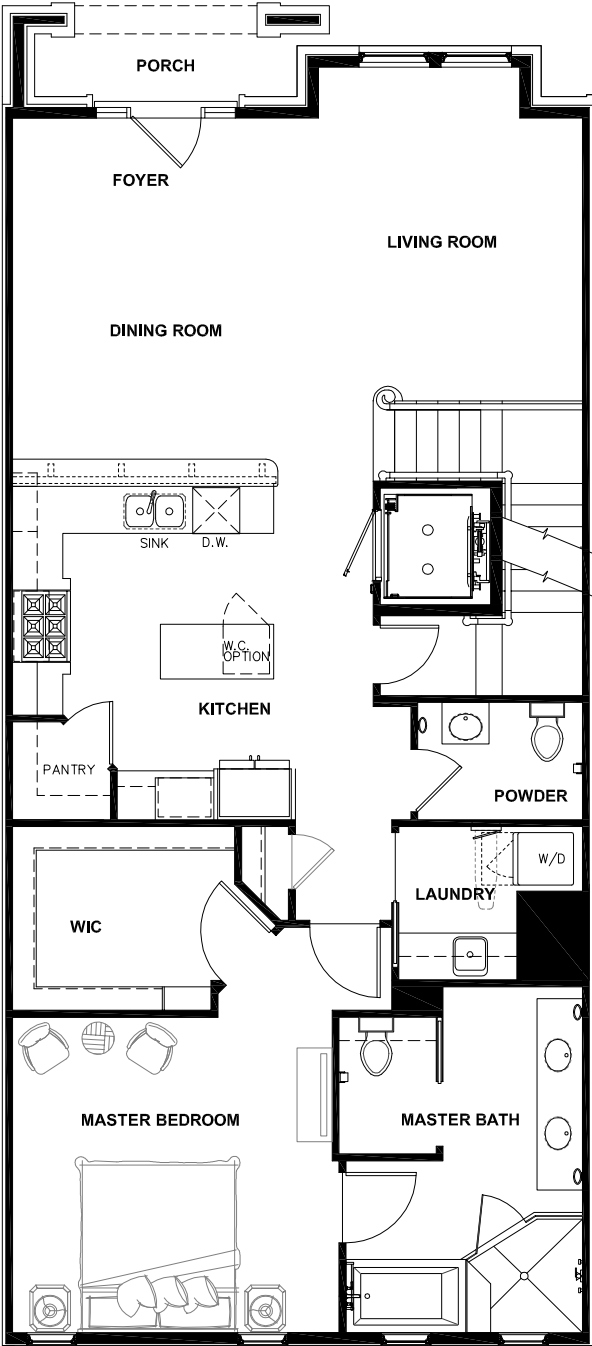 PORCH
FOYER
LIVING ROOM
DINING ROOM
SINK
D.W.
W.C.
OPTION
KITCHEN
PANTRY
POWDER
W/D
LAUNDRY
WIC
MASTER BEDROOM
MASTER BATH